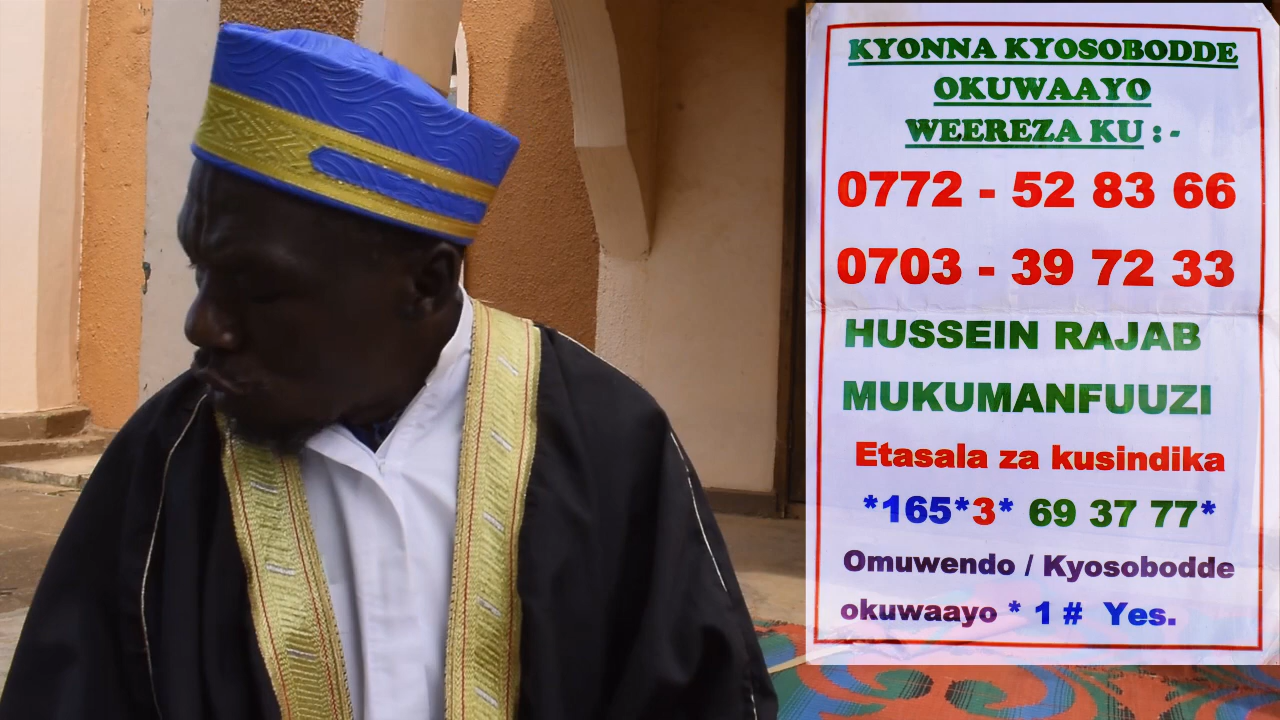 KYONNA KYOSOBODDE
OKUWAAYO
WEEREZA KU : -
0772 - 52 83 66
0703 - 39 72 33
HUSSEIN RAJAB
MUKUMANFUUZI
Etasala za kusindika
*165*3* 69 37 77*
Omuwendo / Kyosobodde
okuwaayo * 1 # Yes.